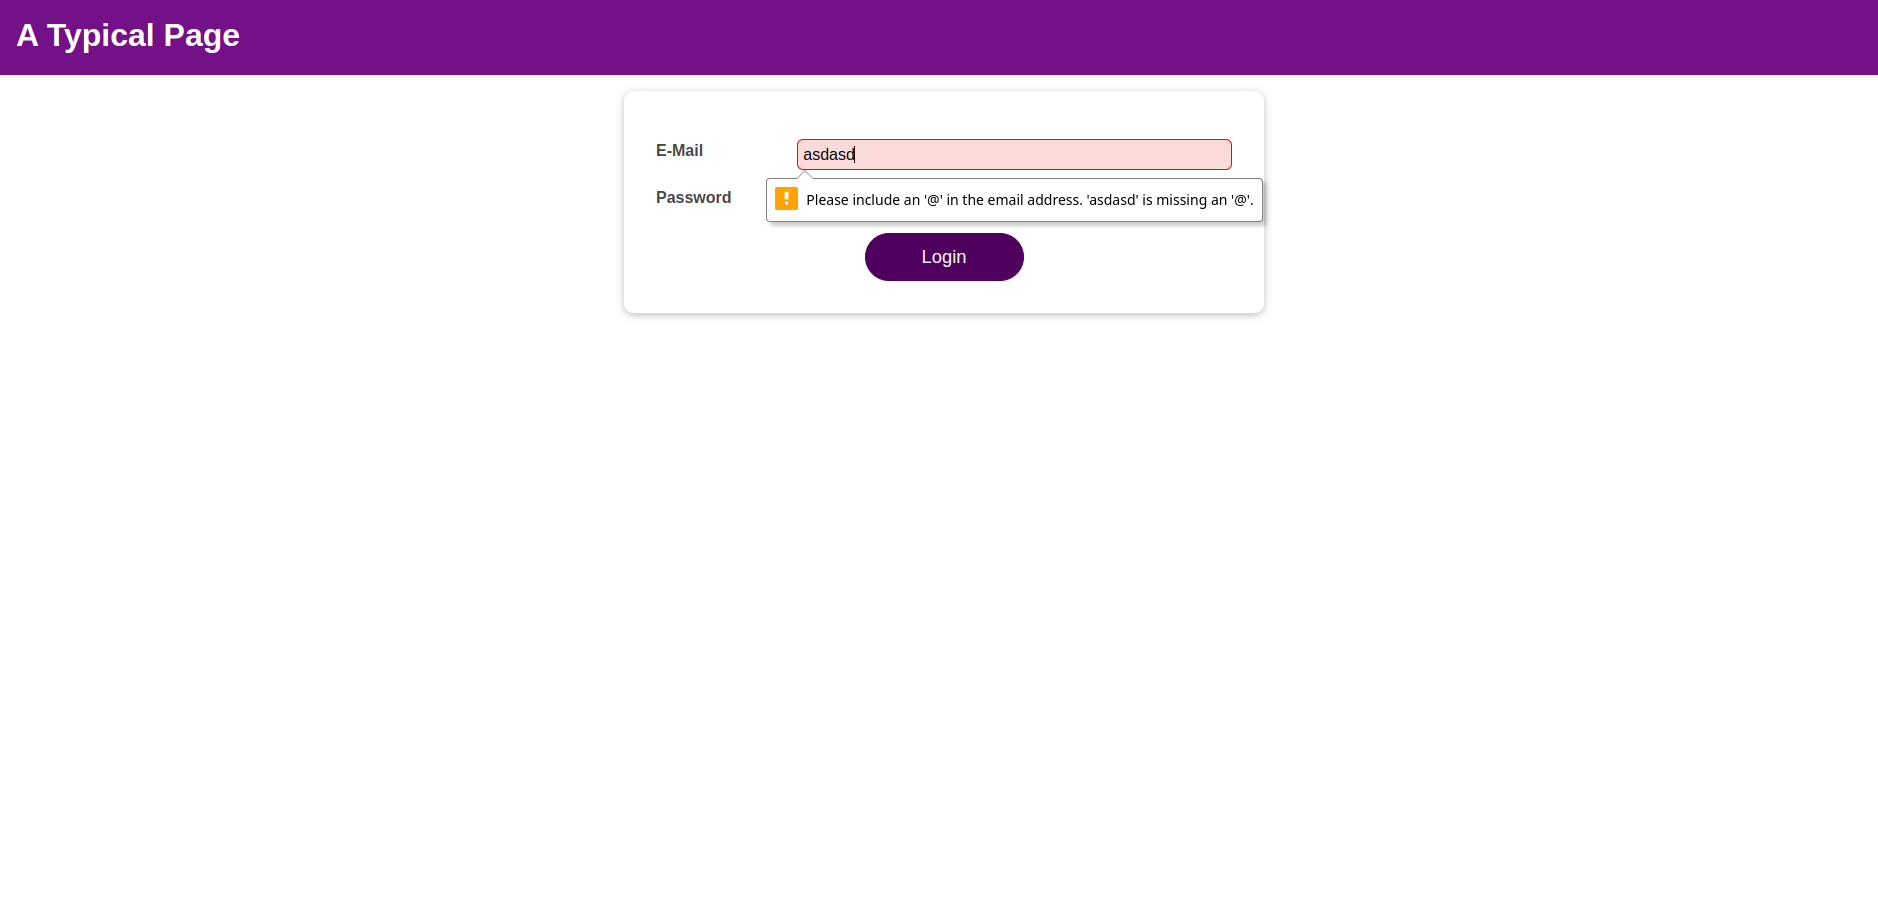 A Typical Page
E-Mail
asdasd
Password
Please include an '@' in the email address. 'asdasd' is missing an '@'.
Login